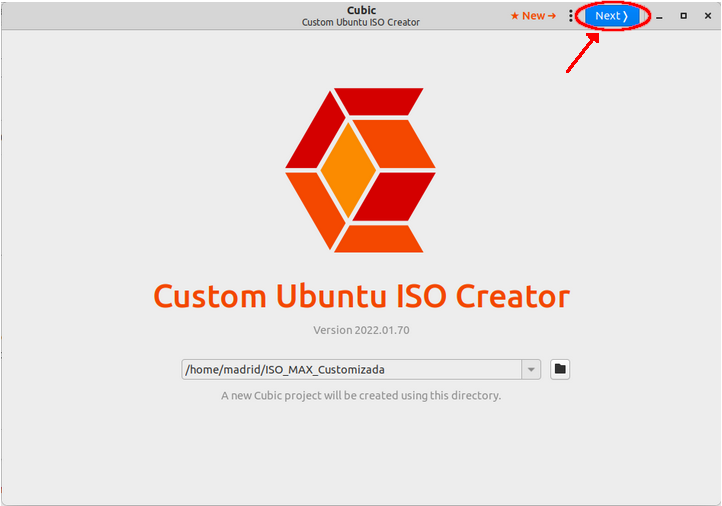 Cubic
Custom Ubuntu ISO Creator
★ New →
Next ❭
Custom Ubuntu ISO Creator
Version 2022.01.70
/home/madrid/ISO_MAX_Customizada
A new Cubic project will be created using this directory.